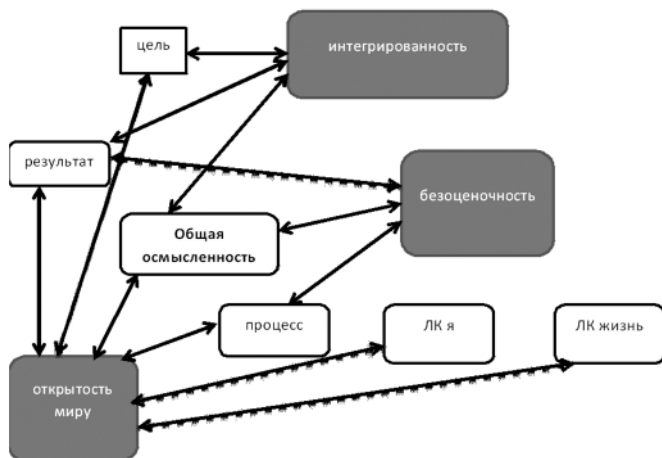 цель
интегрированность
результат
безоценочность
Общая
осмысленность
процесс
ЛК я
ЛК жизнь
открытость
миру